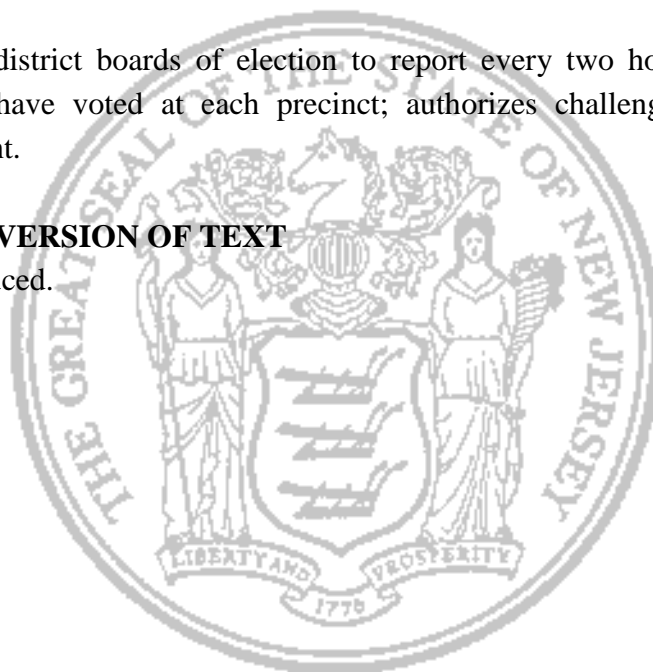 district boards of election to report every two ho
have voted at each precinct; authorizes challeng
nt.
VERSION OF TEXT
uced.
THE GREAT SEAL OF THE STATE OF NEW JERSEY
LIBERTY AND PROSPERITY
1776